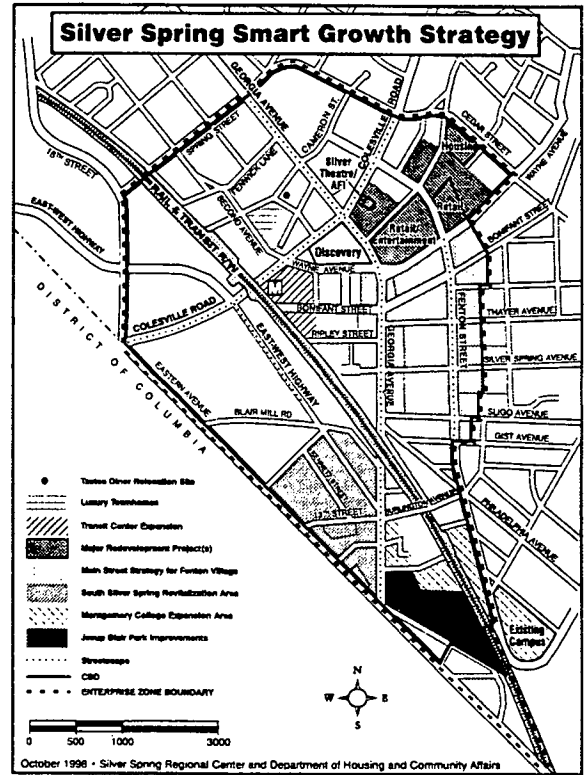 Silver Spring Smart Growth Strategy
GEORGIA AVENUE
CAMERON ST.
COLESVILLE ROAD
CEDAR STREET
SPRING STREET
Housing
WAYNE AVENUE
16TH STREET
FENWICK LANE
Silver
Theatre/
AFI
SECOND AVENUE
RAIL & TRANSIT ROW
Retail
EAST-WEST HIGHWAY
Retail/
Entertainment
BONIFANT STREET
Discovery
WAYNE AVENUE
M
COLESVILLE ROAD
BONIFANT STREET
THAYER AVENUE
FENTON STREET
RIPLEY STREET
GEORGIA AVENUE
EAST-WEST HIGHWAY
SILVER SPRING AVENUE
DISTRICT OF COLUMBIA
EASTERN AVENUE
BLAIR MILL RD
SLIGO AVENUE
GIST AVENUE
13TH STREET
BURLINGTON AVENUE
PHILADELPHIA AVENUE
Existing
Campus
Tastee Diner Relocation Site
Luxury Townhomes
Transit Center Expansion
Major Redevelopment Project(s)
Main Street Strategy for Fenton Village
South Silver Spring Revitalization Area
Montgomery College Expansion Area
Jesup Blair Park Improvements
Streetscape
CBD
ENTERPRISE ZONE BOUNDARY
N
W E
S
0 500 1000 3000
October 1998 • Silver Spring Regional Center and Department of Housing and Community Affairs